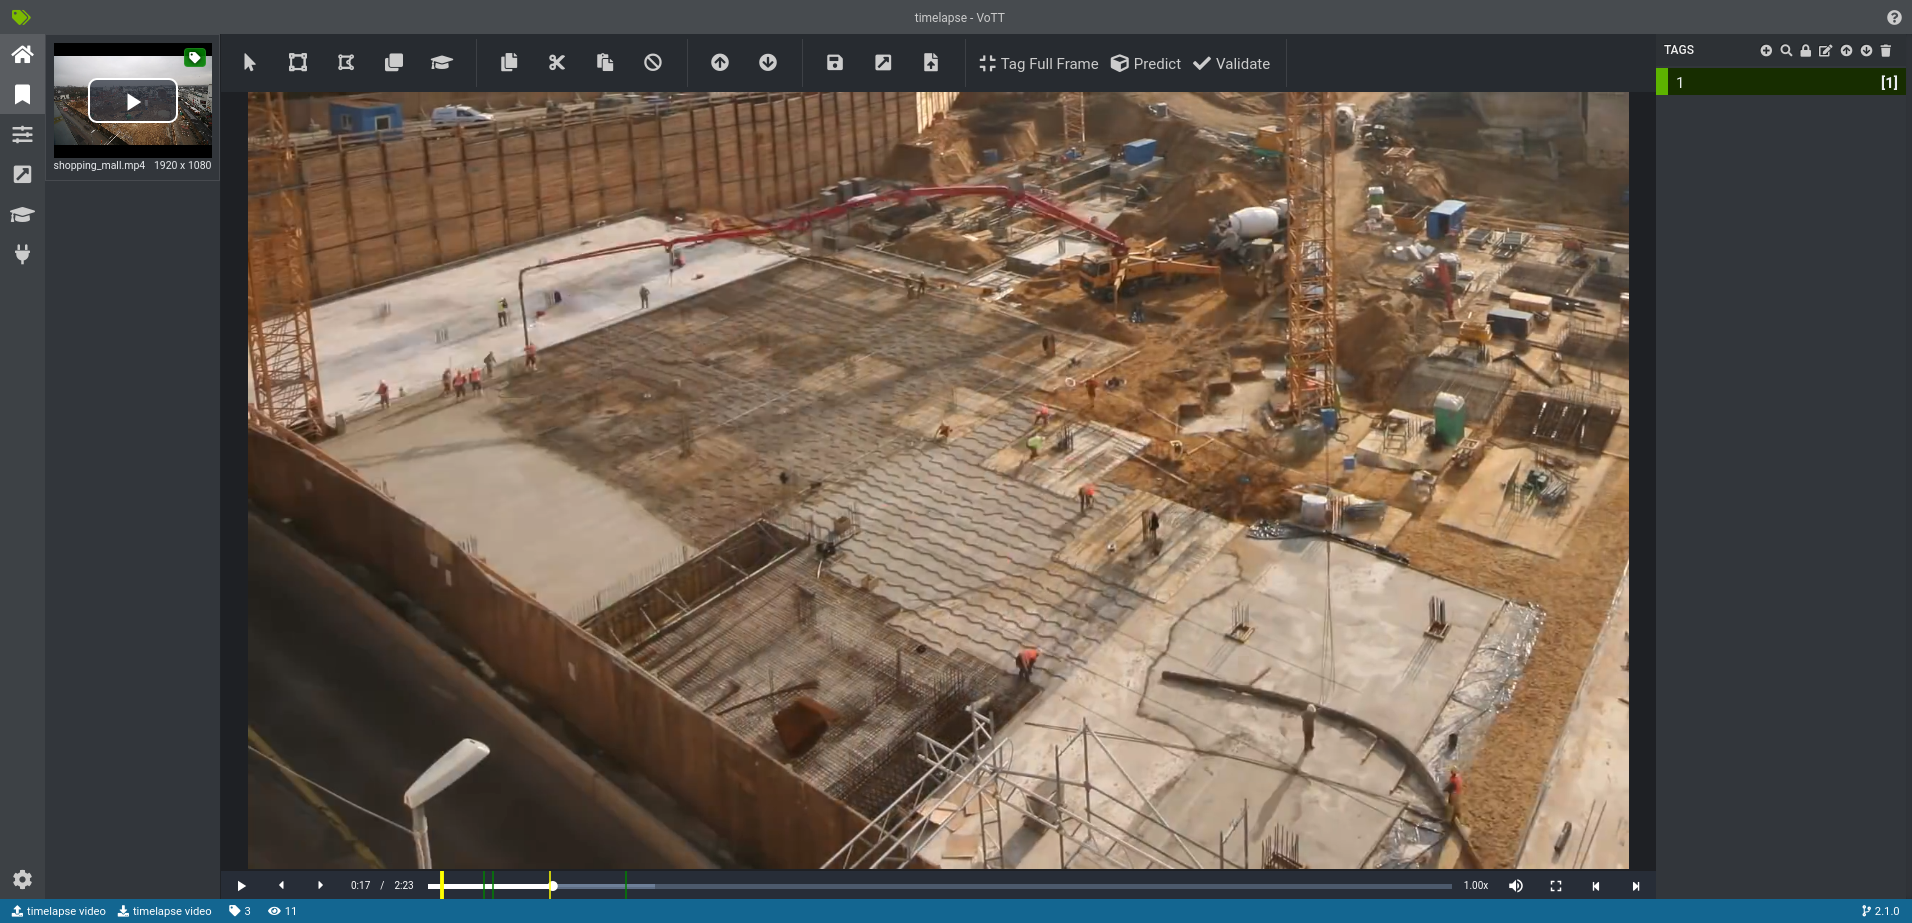 timelapse - VoTT
Tag Full Frame Predict Validate
TAGS
1 [1]
shopping_mall.mp4 1920 x 1080
0:17 / 2:23 1.00x
timelapse video timelapse video 3 11 2.1.0